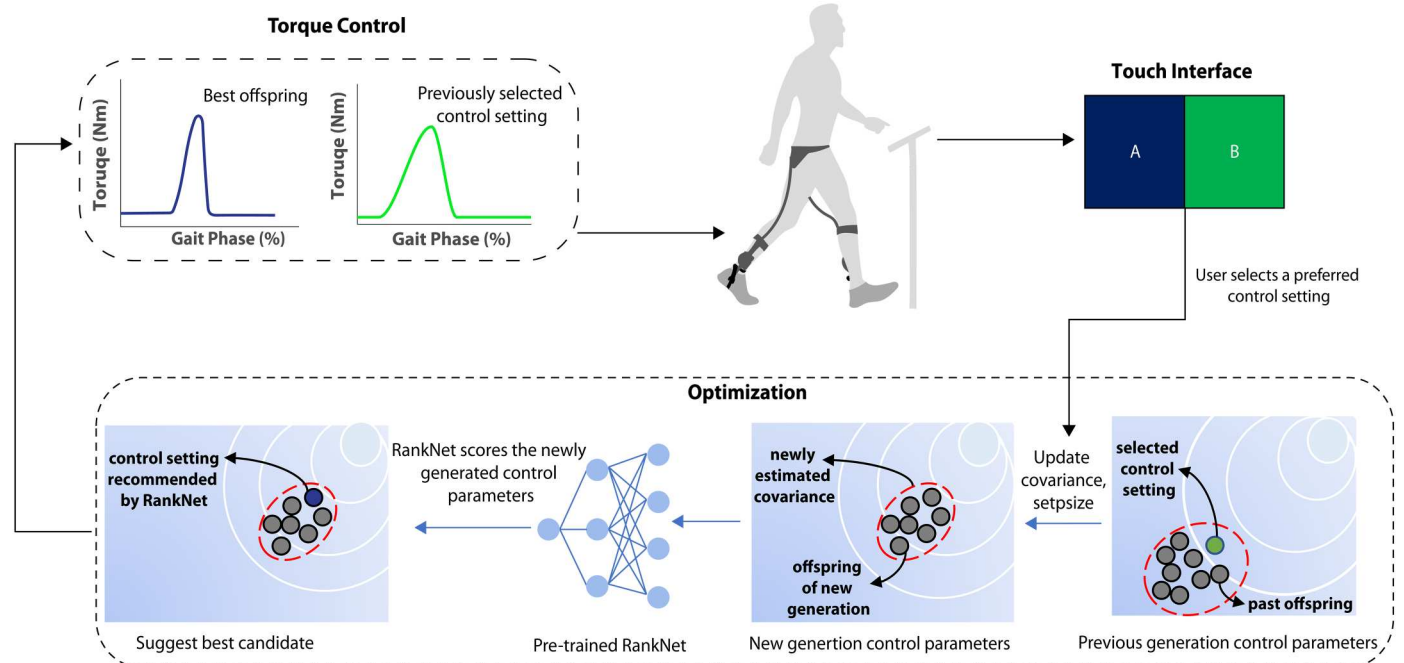 Torque Control
Best offspring
Toruqe (Nm)
Gait Phase (%)
Previously selected
control setting
Toruqe (Nm)
Gait Phase (%)
Touch Interface
A
B
User selects a preferred
control setting
Optimization
control setting
recommended
by RankNet
Suggest best candidate
RankNet scores the newly
generated control
parameters
Pre-trained RankNet
newly
estimated
covariance
offspring
of new
generation
New genertion control parameters
Update
covariance,
setpsize
selected
control
setting
past offspring
Previous generation control parameters